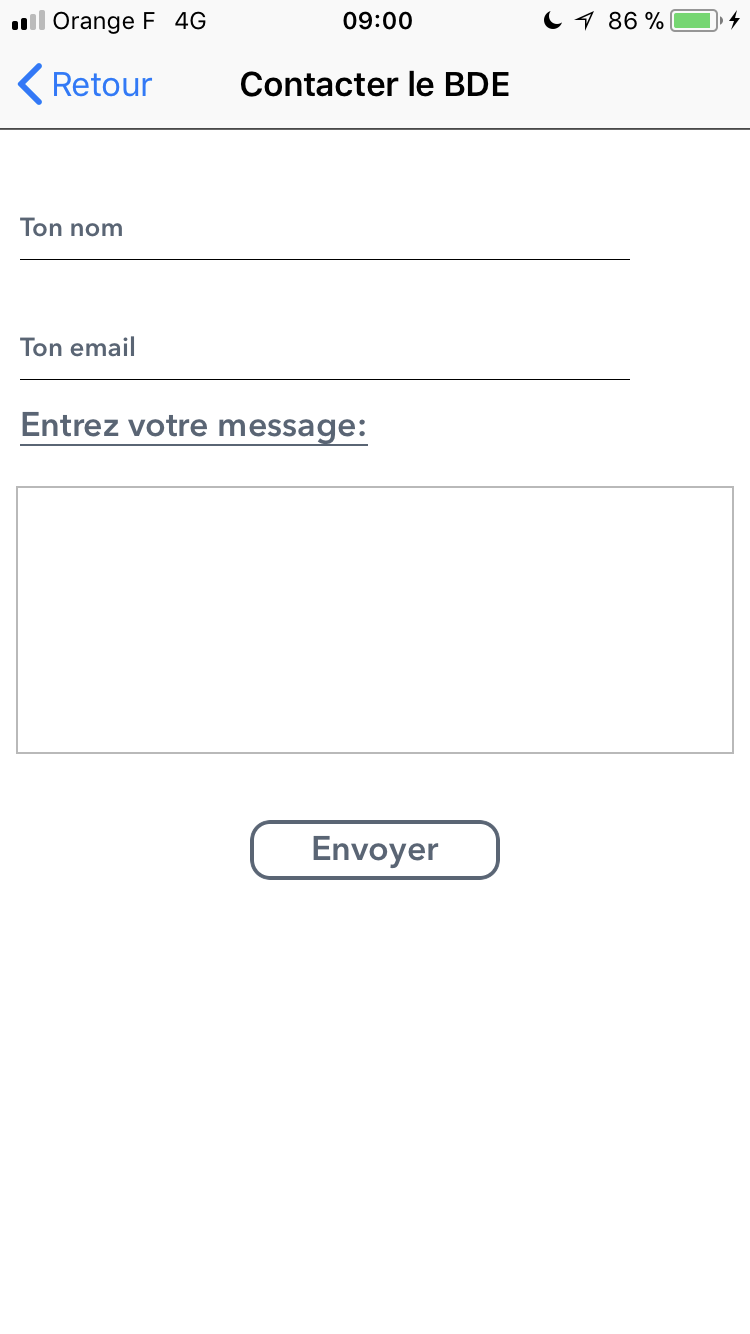 Orange F 4G 09:00 86 %
Retour Contacter le BDE
Ton nom
Ton email
Entrez votre message:
Envoyer